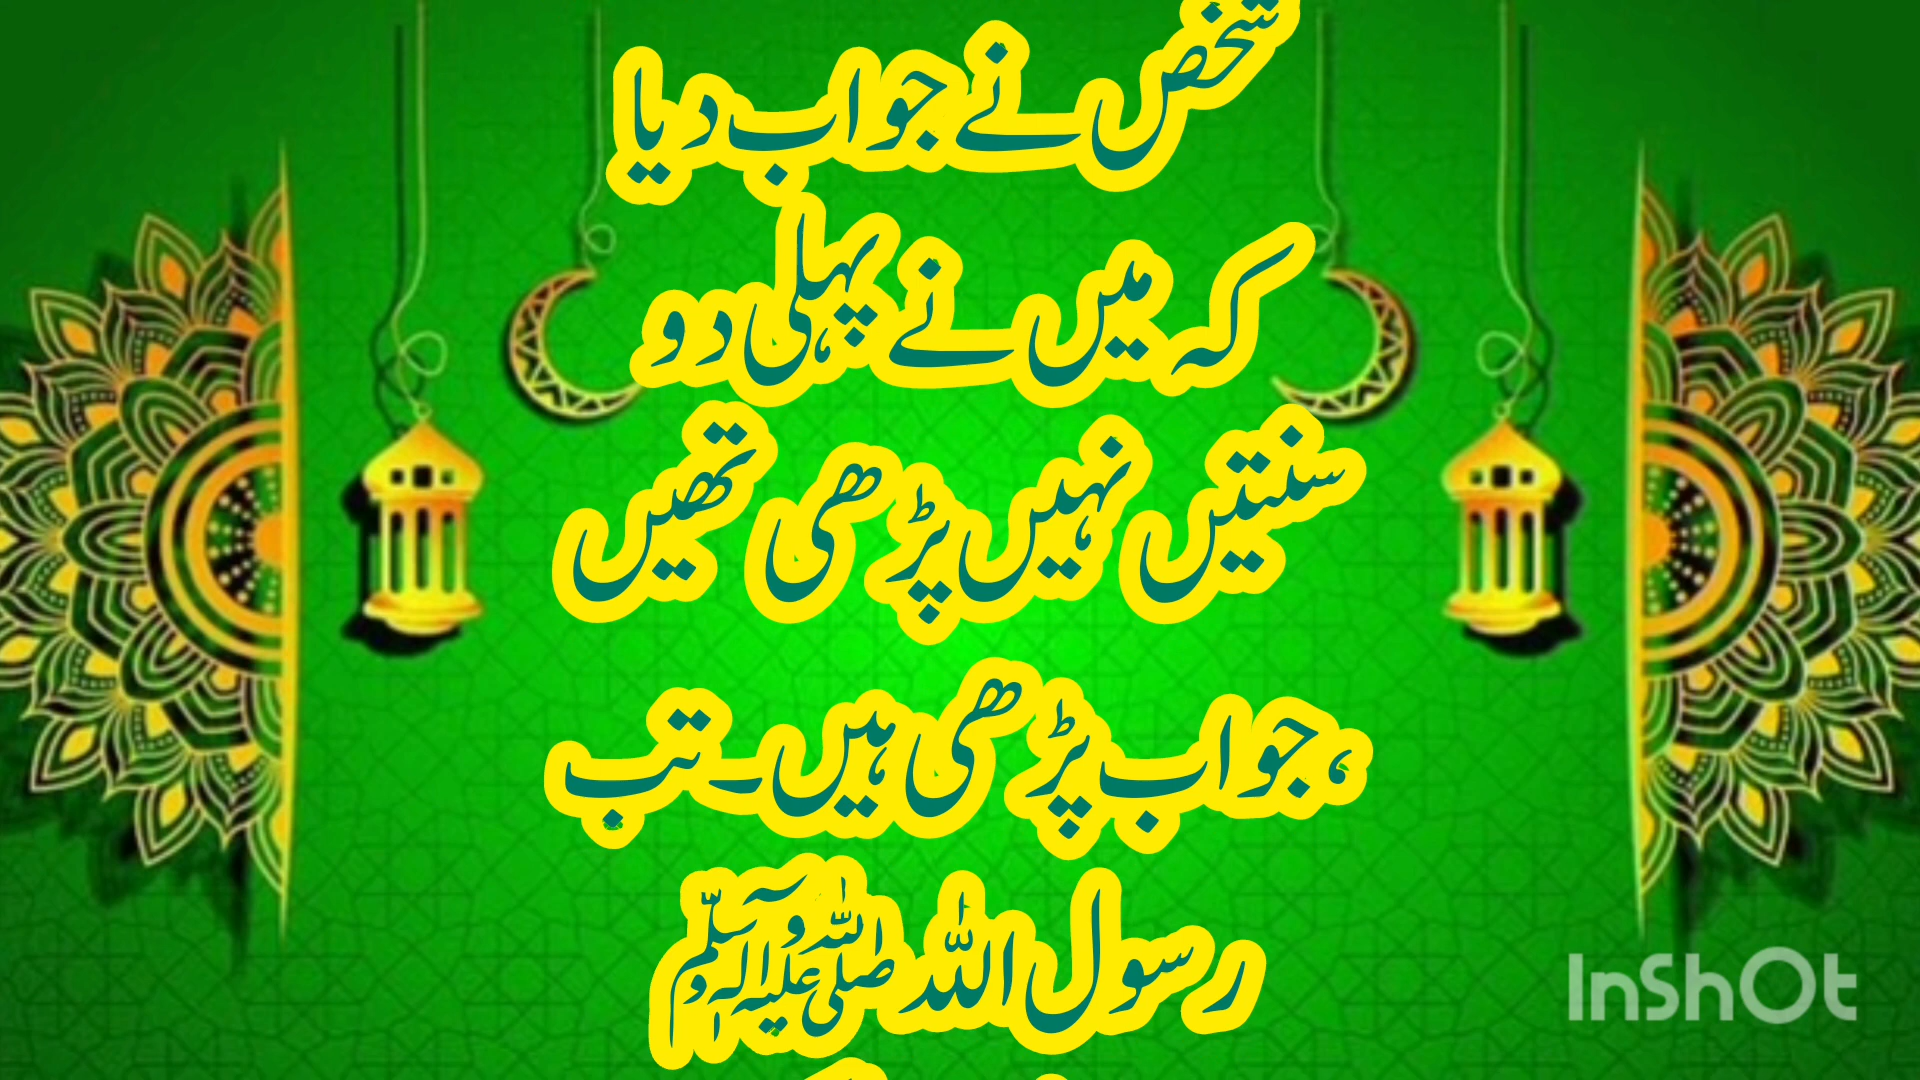 شخص نے جواب دیا
کہ میں نے پہلی دو
سنتیں نہیں پڑھی تھیں
،جواب پڑھی ہیں۔تب
رسول اللہ صلی اللہ علیہ وآلہ وسلم
InShOt